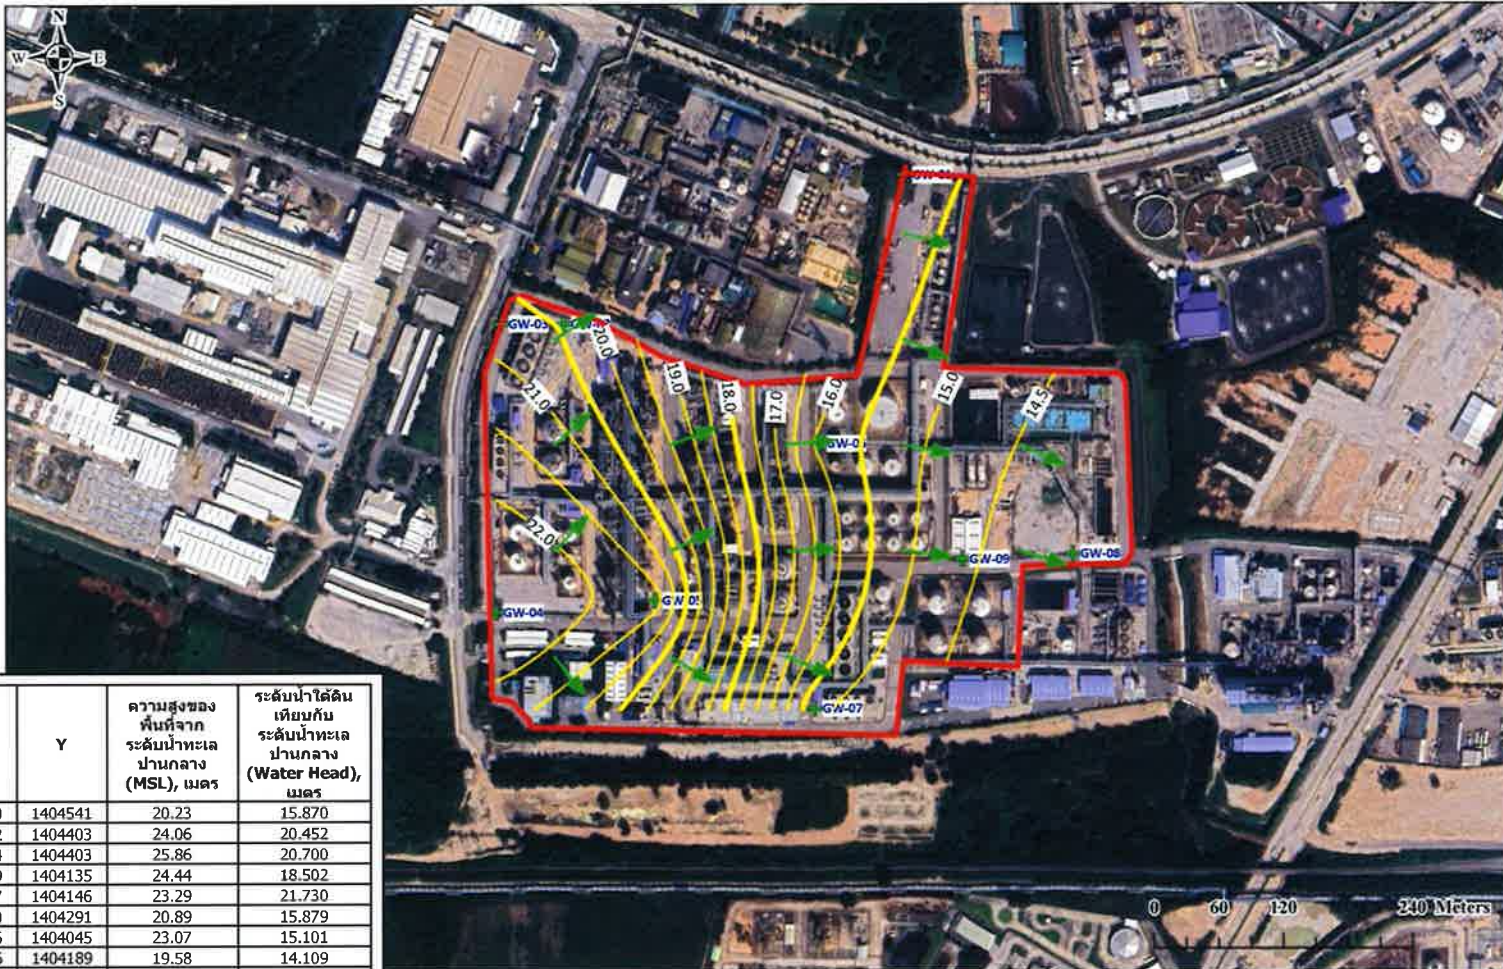 N
W E
S
GW-03
20.0
21.0
19.0
18.0
17.0
16.0
15.0
14.5
22.0
GW-09
GW-08
GW-04
GW-05
GW-07
Y
ความสูงของ
พื้นที่จาก
ระดับน้ำทะเล
ปานกลาง
(MSL), เมตร
ระดับน้ำใต้ดิน
เทียบกับ
ระดับน้ำทะเล
ปานกลาง
(Water Head),
เมตร
1404541 20.23 15.870
1404403 24.06 20.452
1404403 25.86 20.700
1404135 24.44 18.502
1404146 23.29 21.730
1404291 20.89 15.879
1404045 23.07 15.101
1404189 19.58 14.109
0 60 120 240 Meters